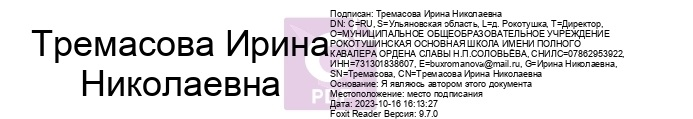 Тремасова Ирина
Николаевна
Подписан: Тремасова Ирина Николаевна
DN: C=RU, S=Ульяновская область, L=д. Рокотушка, T=Директор,
O=МУНИЦИПАЛЬНОЕ ОБЩЕОБРАЗОВАТЕЛЬНОЕ УЧРЕЖДЕНИЕ
РОКОТУШИНСКАЯ ОСНОВНАЯ ШКОЛА ИМЕНИ ПОЛНОГО
КАВАЛЕРА ОРДЕНА СЛАВЫ Н.П.СОЛОВЬЁВА, СНИЛС=07862953922,
ИНН=731301838607, E=buxromanova@mail.ru, G=Ирина Николаевна,
SN=Тремасова, CN=Тремасова Ирина Николаевна
Основание: Я являюсь автором этого документа
Местоположение: место подписания
Дата: 2023-10-16 16:13:27
Foxit Reader Версия: 9.7.0